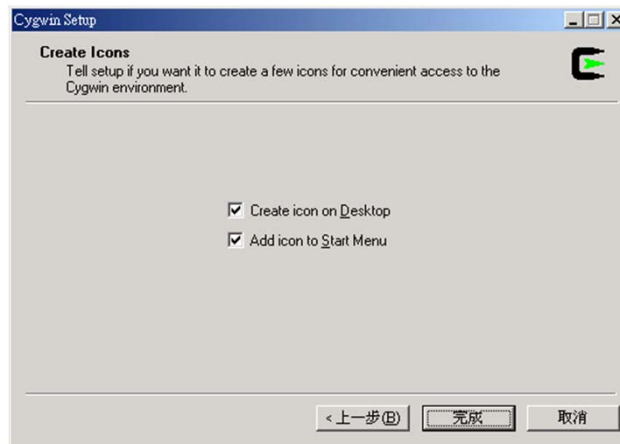 Cygwin Setup
Create Icons
Tell setup if you want it to create a few icons for convenient access to the
Cygwin environment.
Create icon on Desktop
Add icon to Start Menu
< 上一步(B) 完成 取消